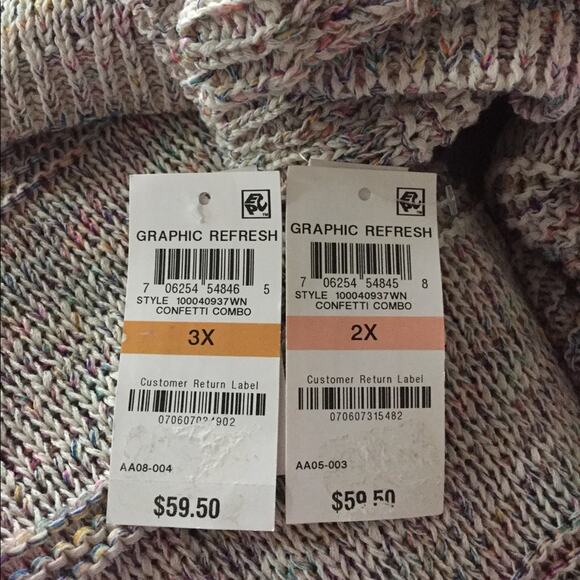 GRAPHIC REFRESH
7 06254 54846 5
STYLE 100040937WN
CONFETTI COMBO
3X
Customer Return Label
AA08-004
$59.50
GRAPHIC REFRESH
7 06254 54845 8
STYLE 100040937WN
CONFETTI COMBO
2X
Customer Return Label
070607315482
AA05-003
$59.50